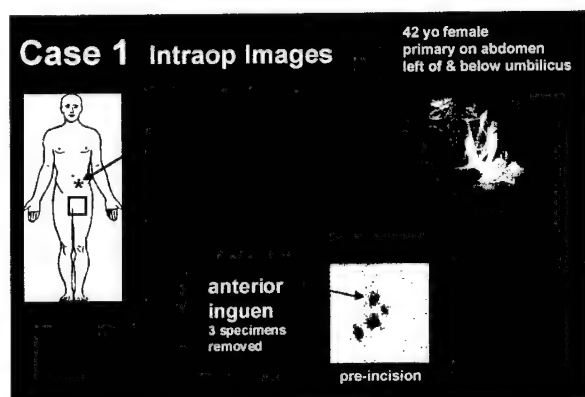 Case 1 Intraop Images
42 yo female
primary on abdomen
left of & below umbilicus
anterior
inguen
3 specimens
removed
pre-incision